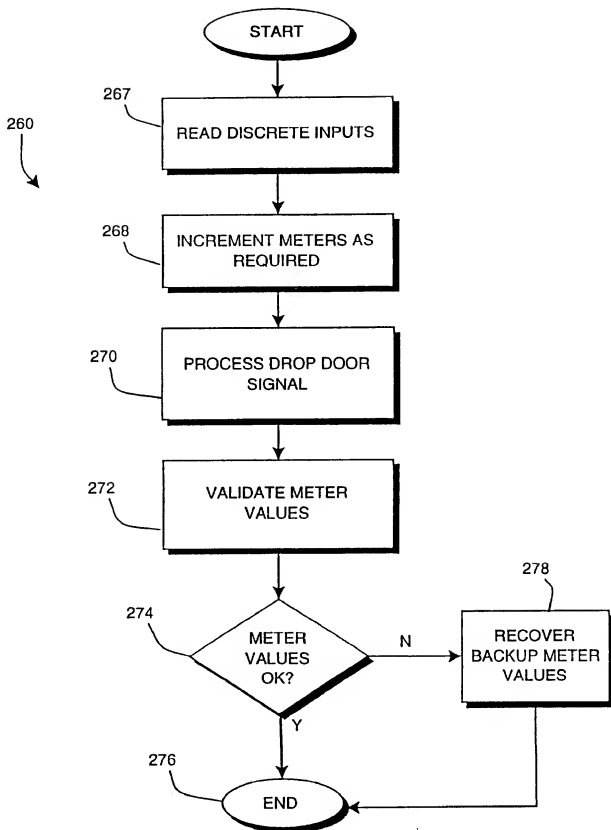 START
267
READ DISCRETE INPUTS
260
268
INCREMENT METERS AS
REQUIRED
270
PROCESS DROP DOOR
SIGNAL
272
VALIDATE METER
VALUES
274
METER
VALUES
OK?
N
Y
278
RECOVER
BACKUP METER
VALUES
276
END